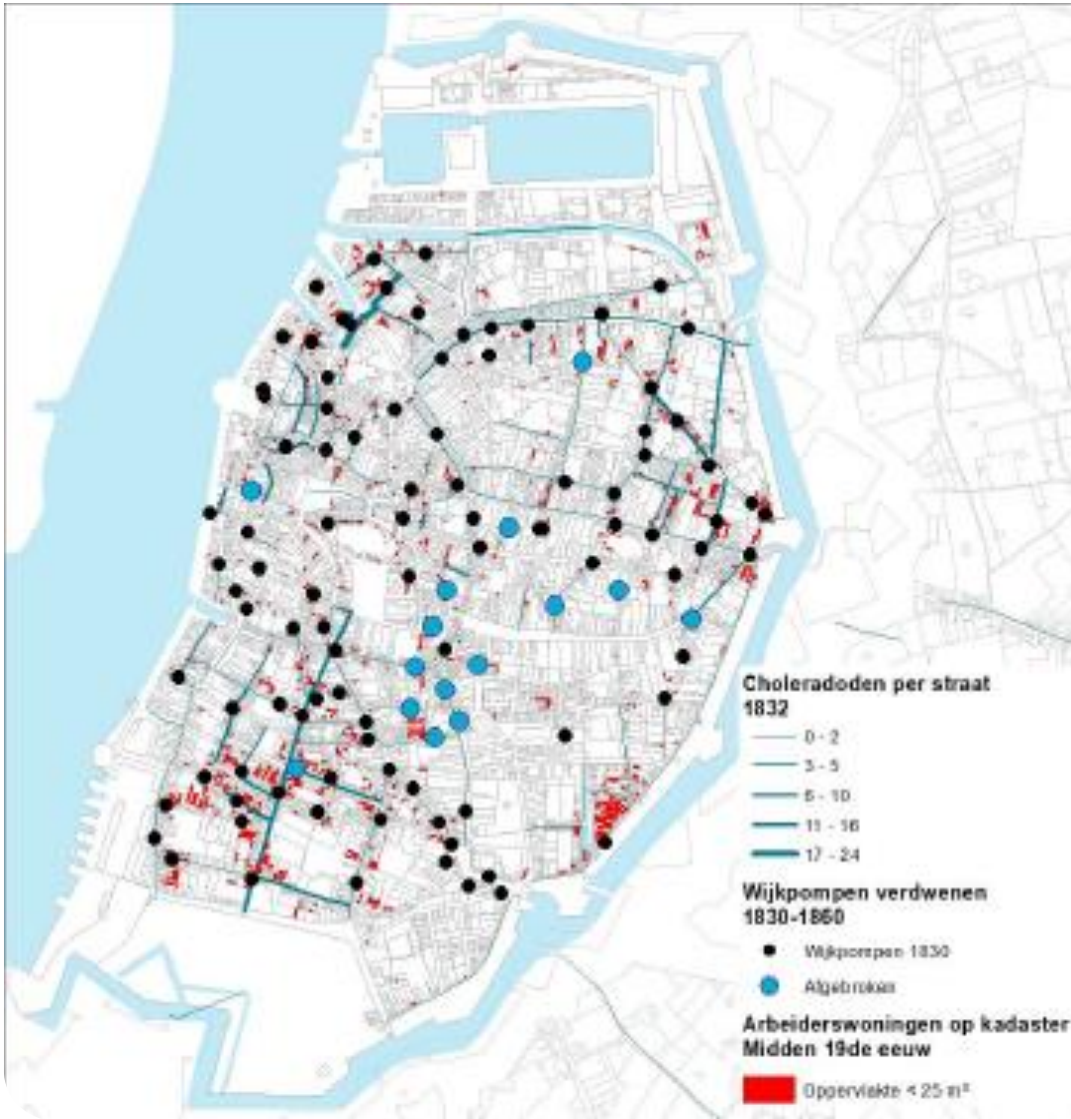 Choleradoden per straat
1832
0 - 2
3 - 5
6 - 10
11 - 16
17 - 24
Wijkpompen verdwenen
1830-1860
Wijkpompen 1830
Afgebroken
Arbeiderswoningen op kadaster
Midden 19de eeuw
Oppervlakte < 25 m²